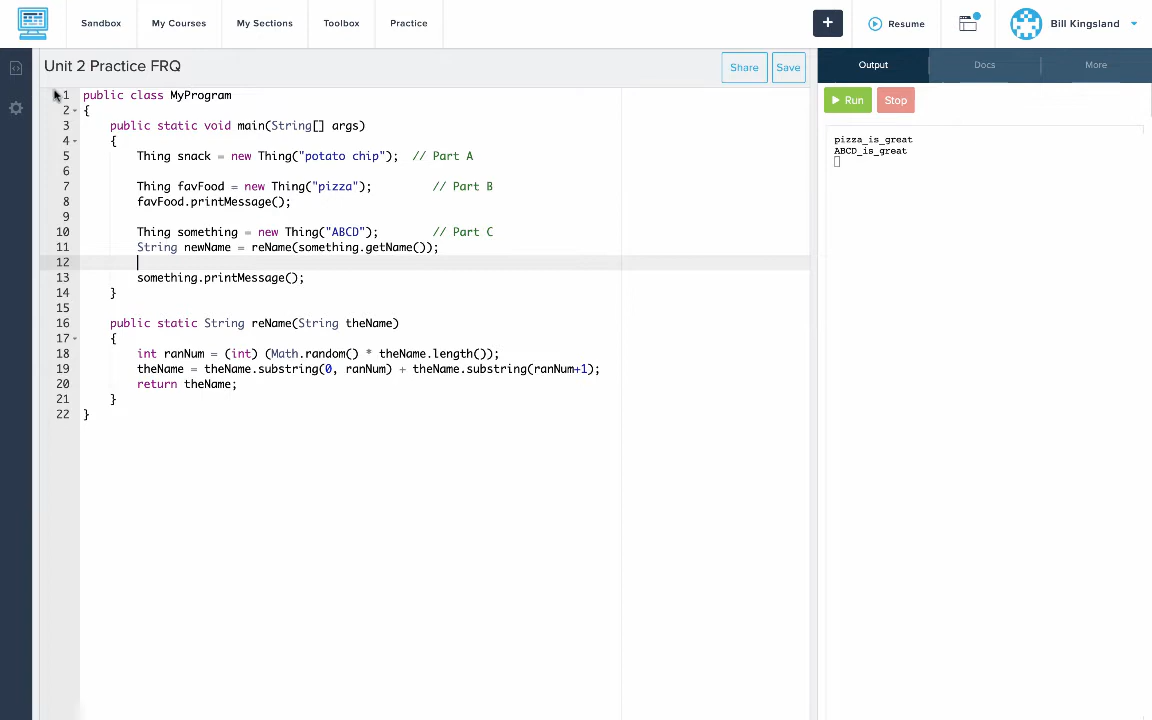 Sandbox My Courses My Sections Toolbox Practice + Resume Bill Kingsland
Unit 2 Practice FRQ Share Save Output Docs More
Run Stop
1 public class MyProgram
2 {
3 public static void main(String[] args)
4 {
5 Thing snack = new Thing("potato chip"); // Part A
6
7 Thing favFood = new Thing("pizza"); // Part B
8 favFood.printMessage();
9
10 Thing something = new Thing("ABCD"); // Part C
11 String newName = reName(something.getName());
12
13 something.printMessage();
14 }
15
16 public static String reName(String theName)
17 {
18 int ranNum = (int) (Math.random() * theName.length());
19 theName = theName.substring(0, ranNum) + theName.substring(ranNum+1);
20 return theName;
21 }
22 }
pizza_is_great
ABCD_is_great